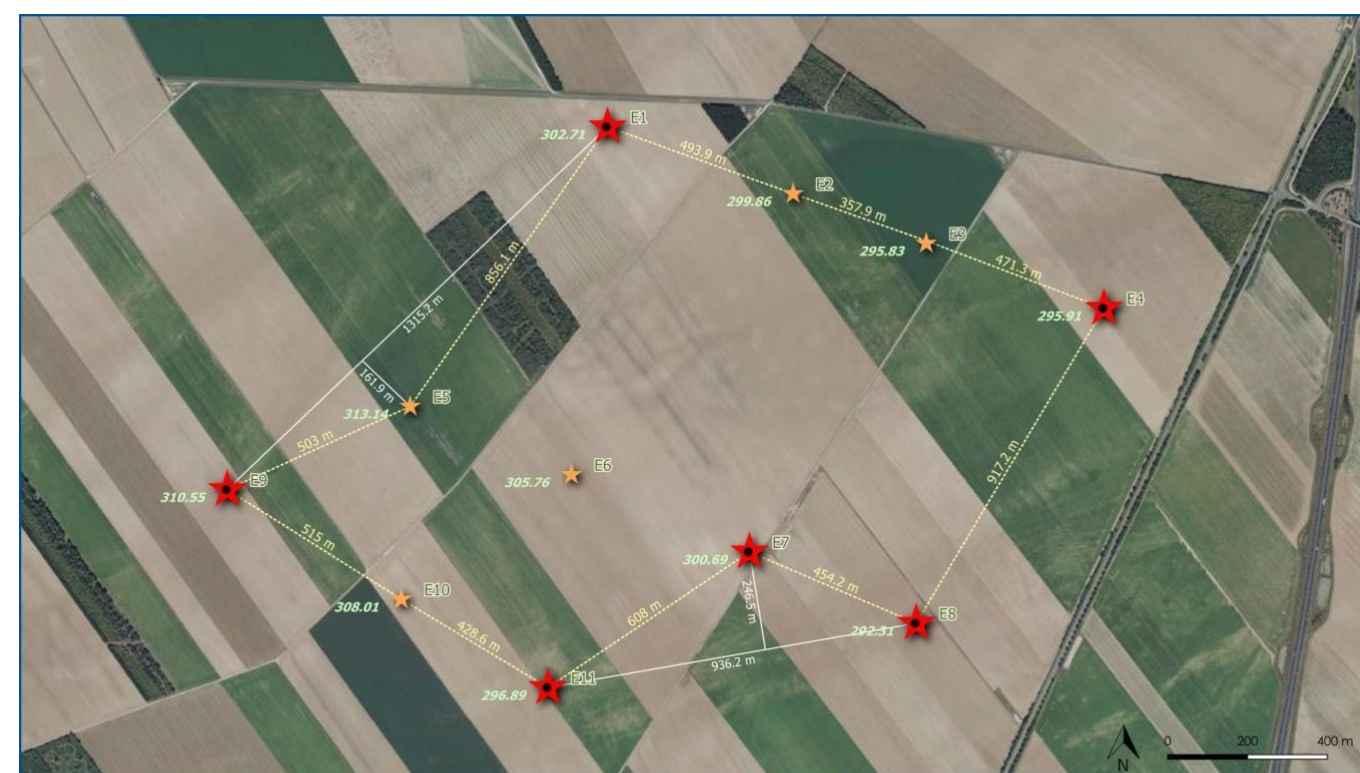 E1
302.71
493.9 m
E2
299.86
357.9 m
E3
295.83
471.3 m
E4
295.91
856.1 m
1315.2 m
161.9 m
E5
313.14
503 m
E9
310.55
E6
305.76
917.2 m
515 m
E7
300.69
454.2 m
246.5 m
E10
308.01
608 m
E8
292.31
428.6 m
936.2 m
E11
296.89
N
0 200 400 m